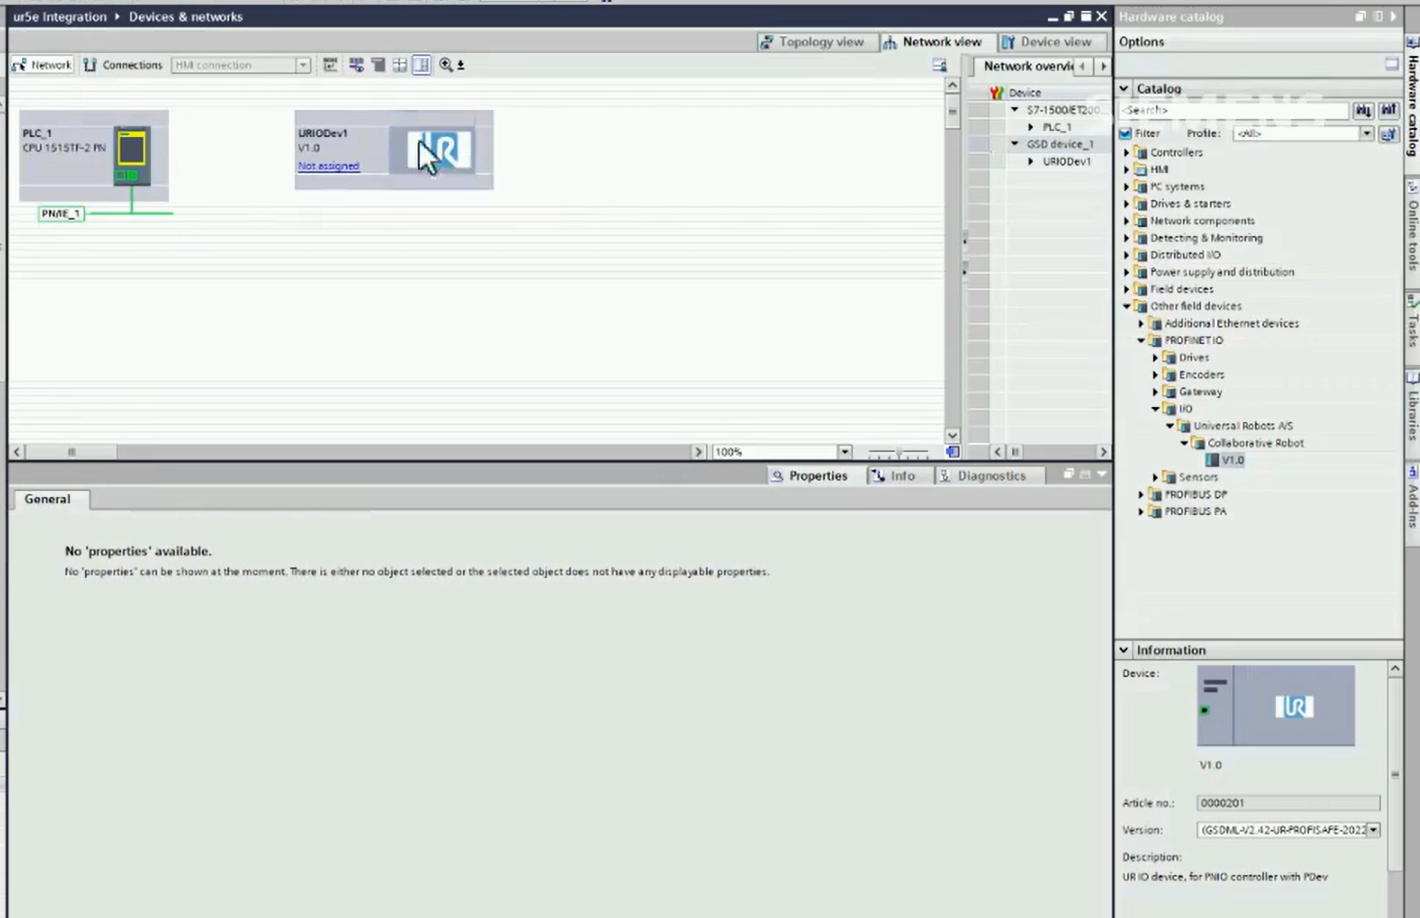 ur5e Integration ▸ Devices & networks
Topology view
Network view
Device view
Network
Connections
HMI connection
PLC_1
CPU 1515TF-2 PN
PN/IE_1
URIODev1
V1.0
Not assigned
UR
Network overvi
Device
S7-1500/ET200
PLC_1
GSD device_1
URIODev1
100%
Properties
Info
Diagnostics
General
No 'properties' available.
No 'properties' can be shown at the moment. There is either no object selected or the selected object does not have any displayable properties.
Hardware catalog
Options
Catalog
SIEMENS
<Search>
Filter
Profile:
<All>
Controllers
HMI
PC systems
Drives & starters
Network components
Detecting & Monitoring
Distributed I/O
Power supply and distribution
Field devices
Other field devices
Additional Ethernet devices
PROFINET IO
Drives
Encoders
Gateway
I/O
Universal Robots A/S
Collaborative Robot
V1.0
Sensors
PROFIBUS DP
PROFIBUS PA
Information
Device:
UR
V1.0
Article no.:
0000201
Version:
(GSDML-V2.42-UR-PROFISAFE-2022
Description:
UR IO device, for PNIO controller with PDev
Hardware catalog
Online tools
Tasks
Libraries
Add-Ins